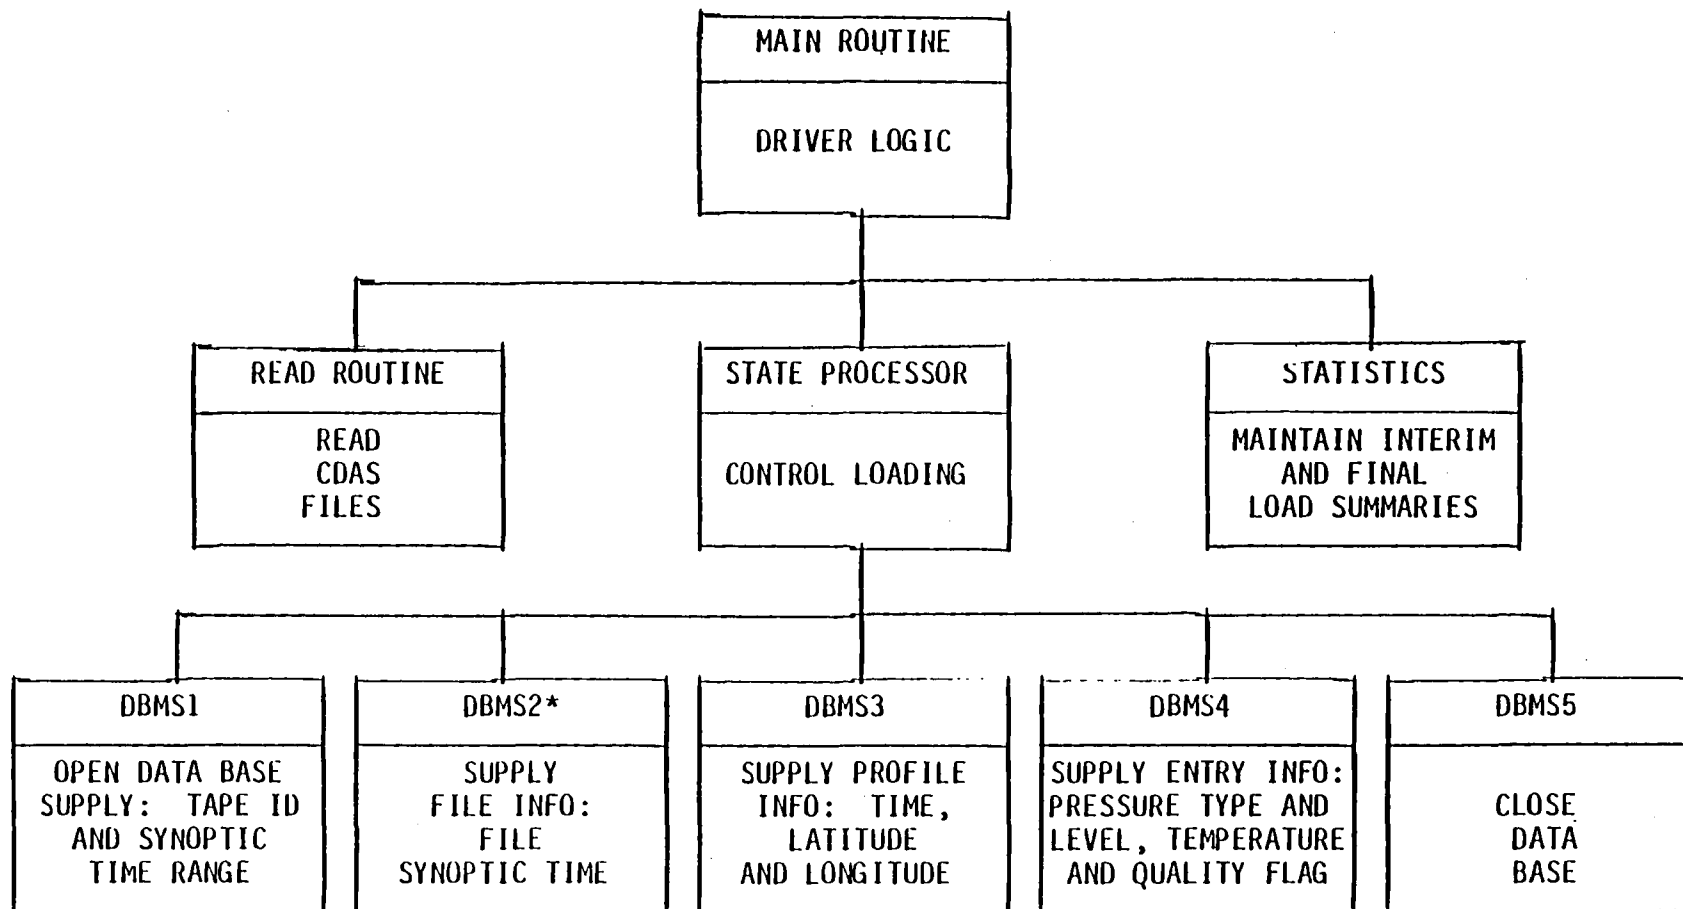 MAIN ROUTINE
DRIVER LOGIC
READ ROUTINE
READ
CDAS
FILES
STATE PROCESSOR
CONTROL LOADING
STATISTICS
MAINTAIN INTERIM
AND FINAL
LOAD SUMMARIES
DBMS1
OPEN DATA BASE
SUPPLY: TAPE ID
AND SYNOPTIC
TIME RANGE
DBMS2*
SUPPLY
FILE INFO:
FILE
SYNOPTIC TIME
DBMS3
SUPPLY PROFILE
INFO: TIME,
LATITUDE
AND LONGITUDE
DBMS4
SUPPLY ENTRY INFO:
PRESSURE TYPE AND
LEVEL, TEMPERATURE
AND QUALITY FLAG
DBMS5
CLOSE
DATA
BASE